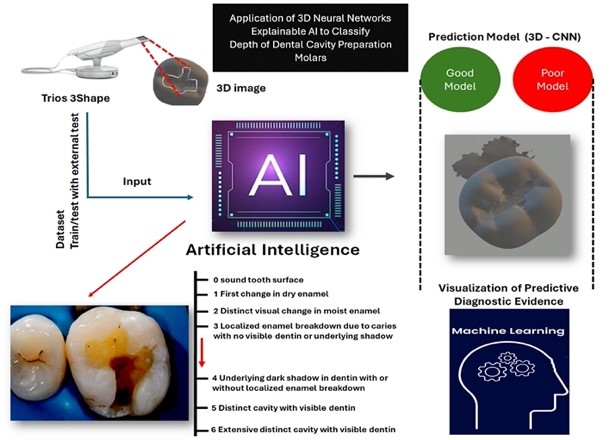 Application of 3D Neural Networks
Explainable AI to Classify
Depth of Dental Cavity Preparation
Molars
Trios 3Shape
3D image
Prediction Model (3D - CNN)
Good
Model
Poor
Model
Dataset
Train/test with external test
Input
AI
Artificial Intelligence
0 sound tooth surface
1 First change in dry enamel
2 Distinct visual change in moist enamel
3 Localized enamel breakdown due to caries
with no visible dentin or underlying shadow
4 Underlying dark shadow in dentin with or
without localized enamel breakdown
5 Distinct cavity with visible dentin
6 Extensive distinct cavity with visible dentin
Visualization of Predictive
Diagnostic Evidence
Machine Learning